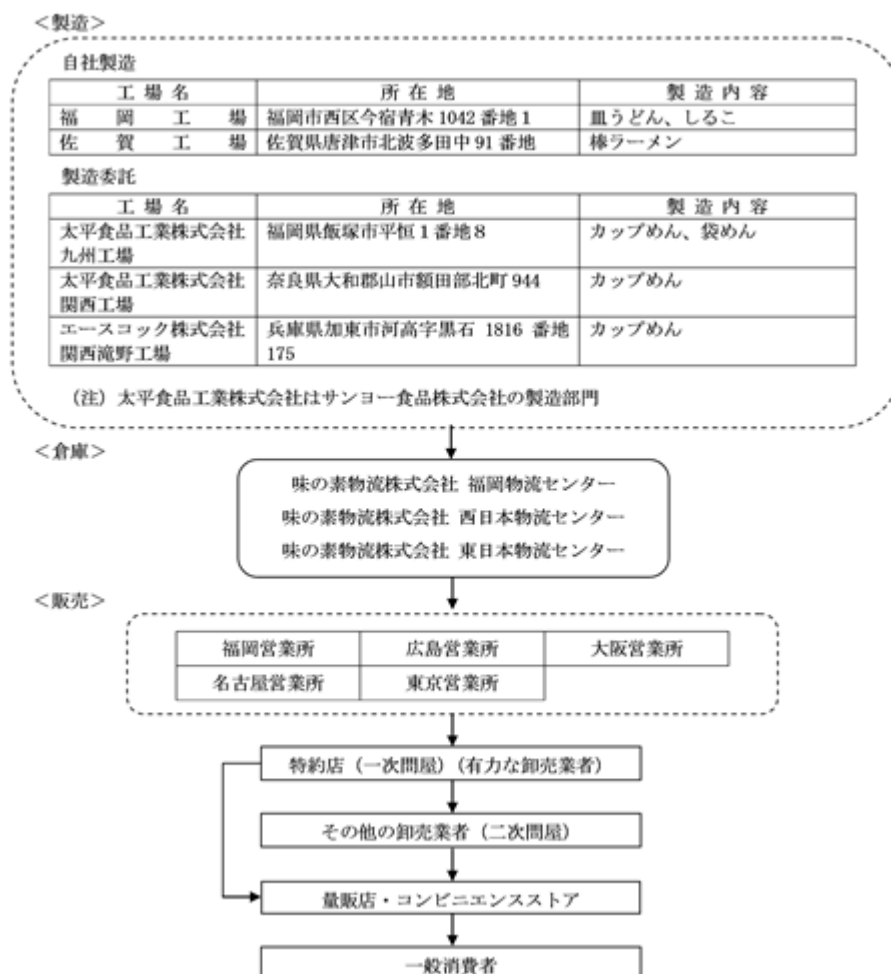 <製造>
自社製造
工場名 所在地 製造内容
福岡工場 福岡市西区今宿青木 1042 番地 1 皿うどん、しるこ
佐賀工場 佐賀県唐津市北波多田中 91 番地 棒ラーメン
製造委託
工場名 所在地 製造内容
太平食品工業株式会社 福岡県飯塚市平恒 1 番地 8 カップめん、袋めん
九州工場
太平食品工業株式会社 奈良県大和郡山市額田部北町 944 カップめん
関西工場
エースコック株式会社 兵庫県加東市河高字黒石 1816 番地 カップめん
関西滝野工場 175
(注) 太平食品工業株式会社はサンヨー食品株式会社の製造部門
<倉庫>
味の素物流株式会社 福岡物流センター
味の素物流株式会社 西日本物流センター
味の素物流株式会社 東日本物流センター
<販売>
福岡営業所 広島営業所 大阪営業所
名古屋営業所 東京営業所
特約店(一次問屋)(有力な卸売業者)
その他の卸売業者(二次問屋)
量販店・コンビニエンスストア
一般消費者